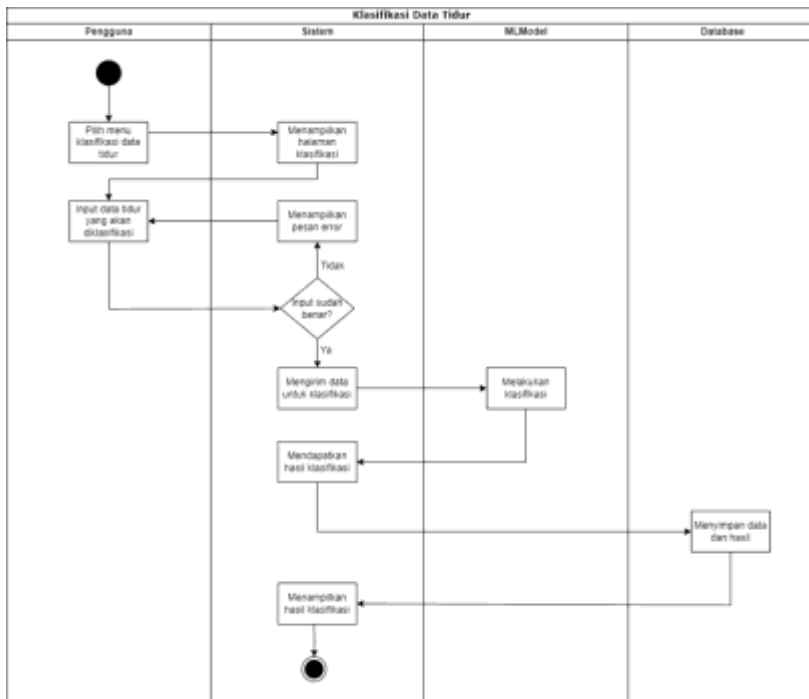 Klasifikasi Data Tidur
Pengguna
Sistem
MLModel
Database
Pilih menu
klasifikasi data
tidur
Menampilkan
halaman
klasifikasi
Input data tidur
yang akan
diklasifikasi
Menampilkan
pesan error
Tidak
Input sudah
benar?
Ya
Mengirim data
untuk klasifikasi
Melakukan
klasifikasi
Mendapatkan
hasil klasifikasi
Menyimpan data
dan hasil
Menampilkan
hasil klasifikasi